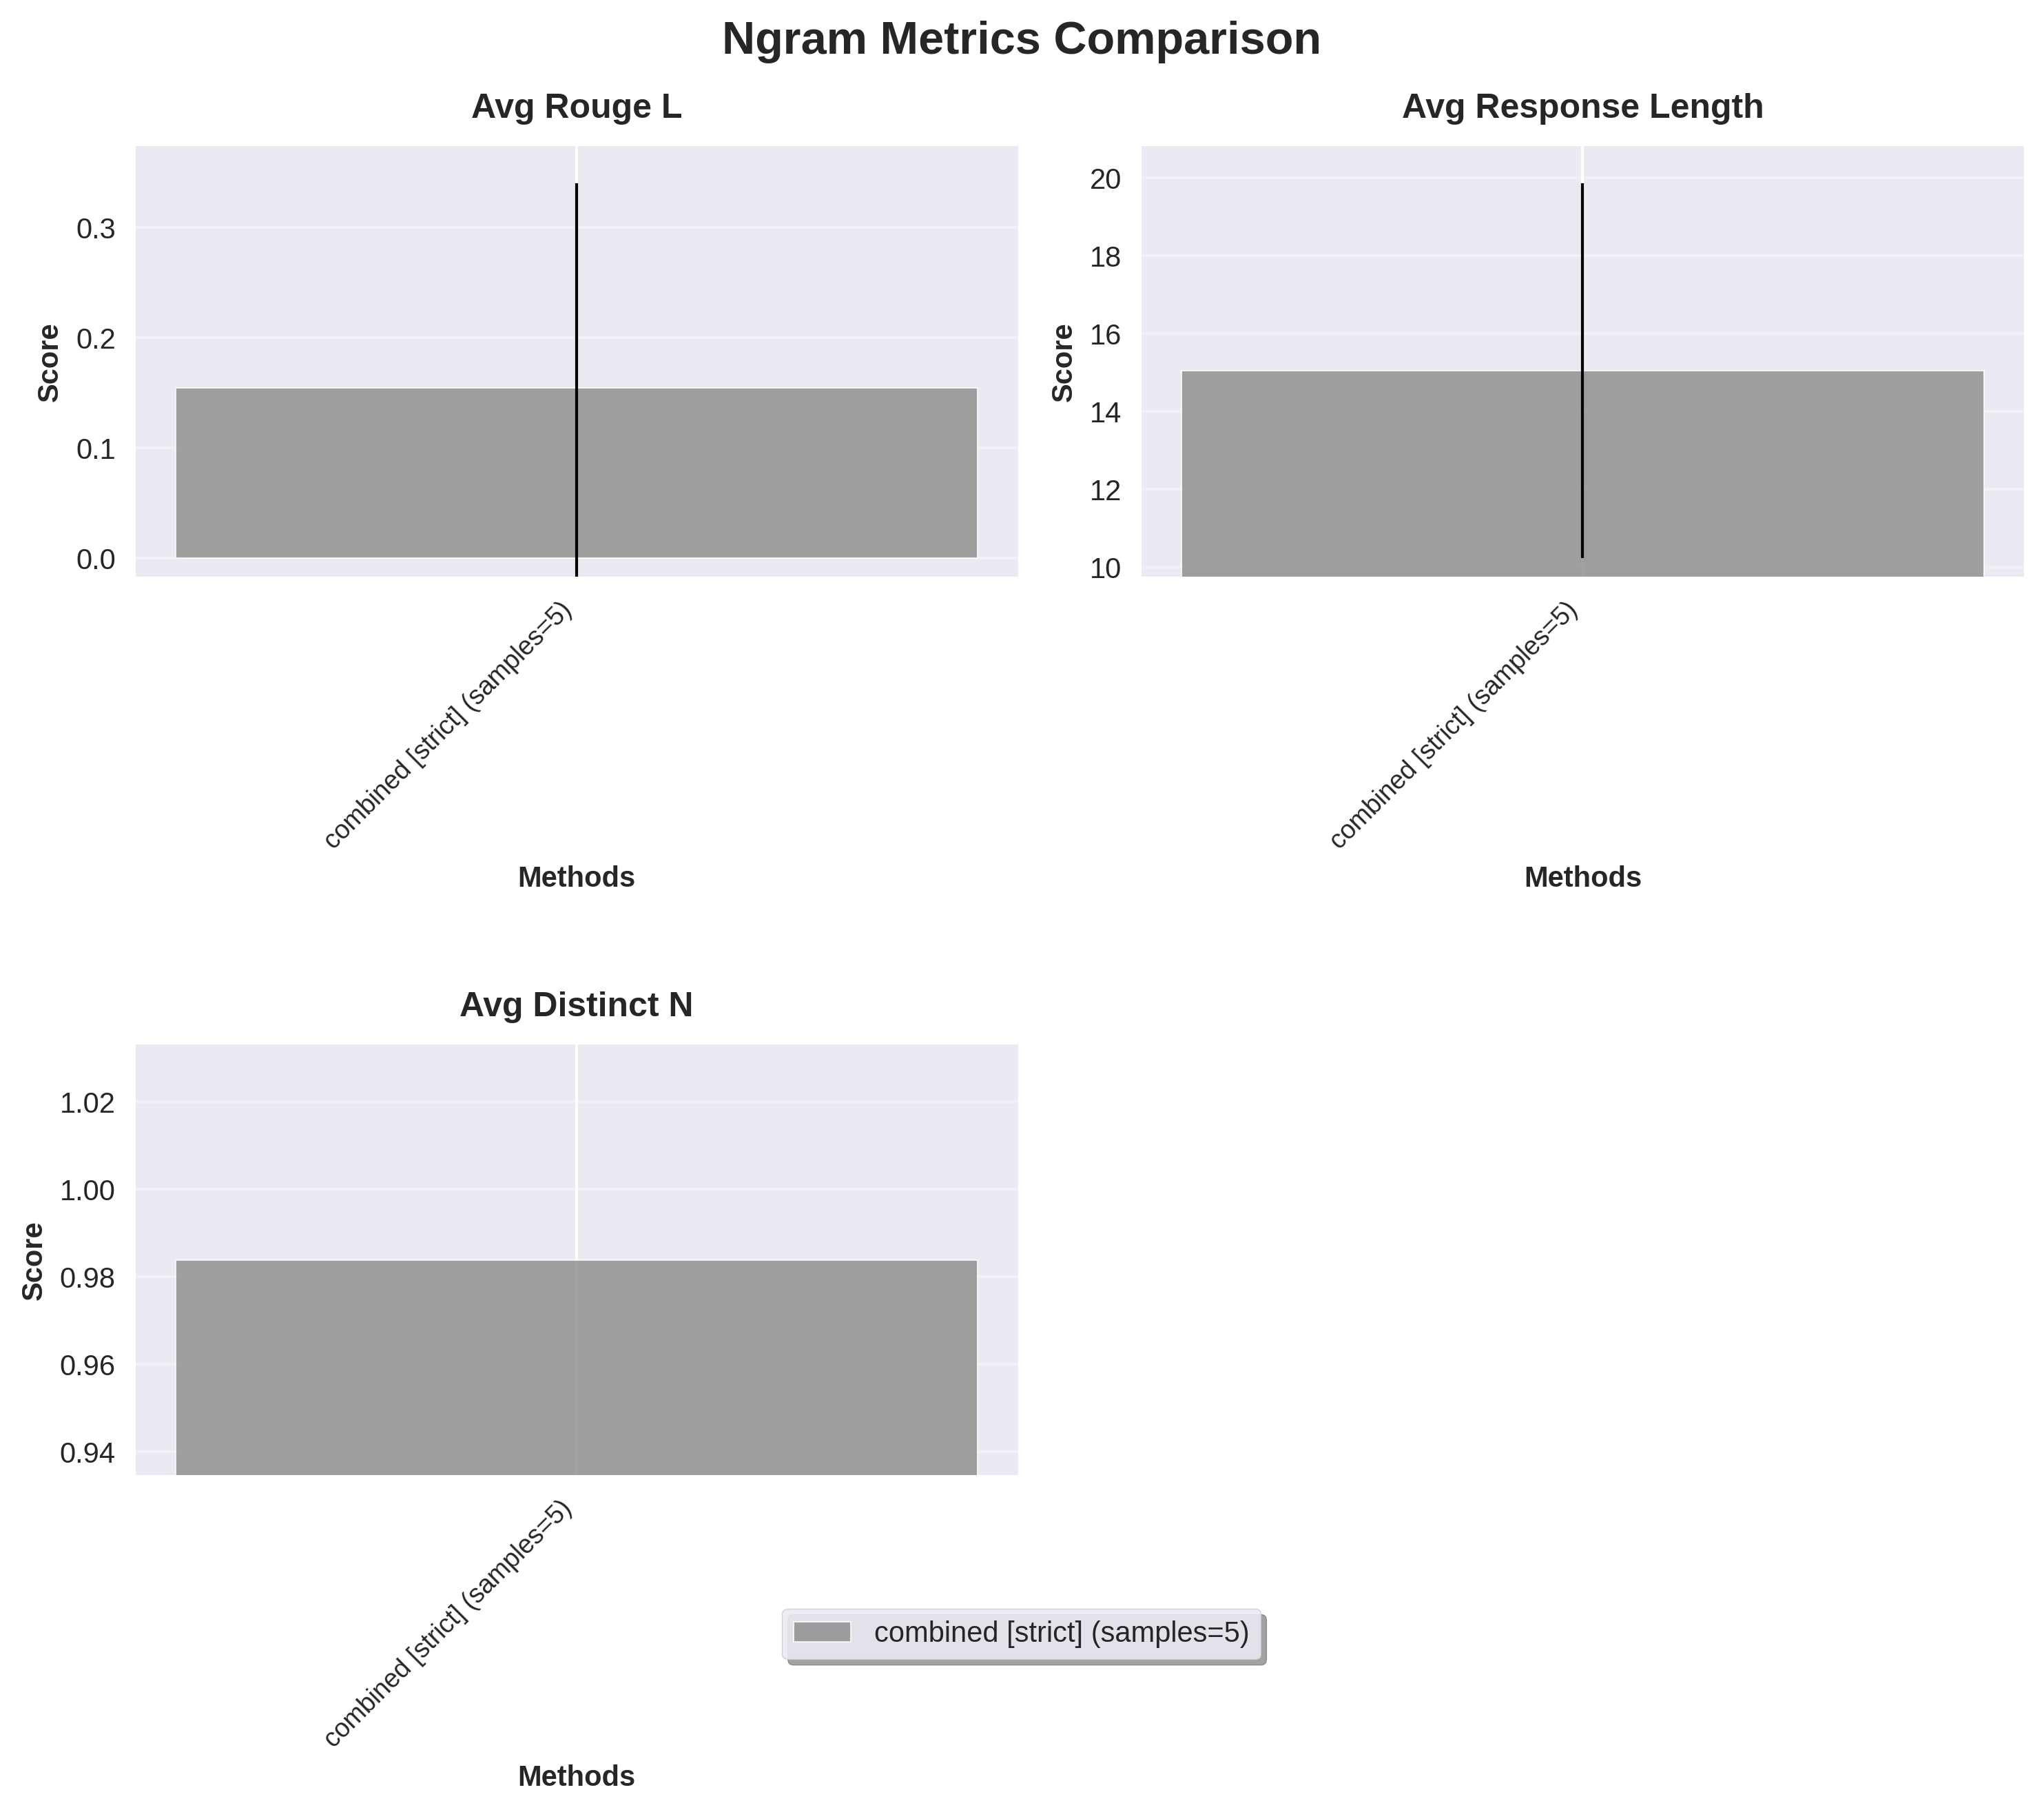 Ngram Metrics Comparison
Avg Rouge L
Score
0.3
0.2
0.1
0.0
combined [strict] (samples=5)
Methods
Avg Response Length
Score
20
18
16
14
12
10
combined [strict] (samples=5)
Methods
Avg Distinct N
Score
1.02
1.00
0.98
0.96
0.94
combined [strict] (samples=5)
Methods
combined [strict] (samples=5)